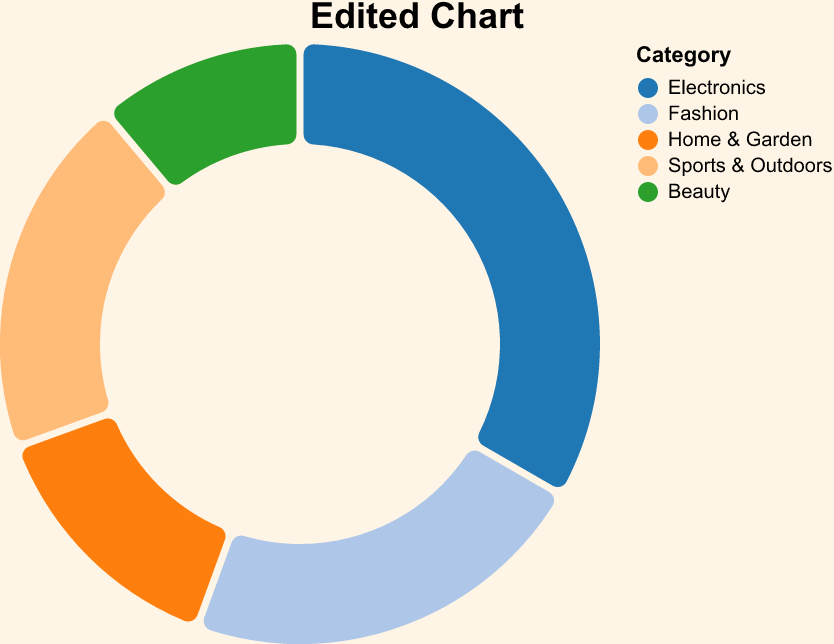 Edited Chart
Category
Electronics
Fashion
Home & Garden
Sports & Outdoors
Beauty